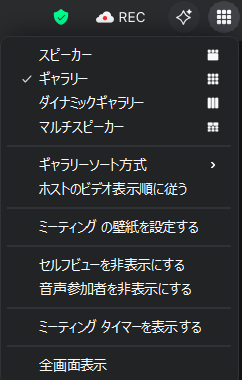 REC
スピーカー
ギャラリー
ダイナミックギャラリー
マルチスピーカー
ギャラリーソート方式
ホストのビデオ表示順に従う
ミーティング の壁紙を設定する
セルフビューを非表示にする
音声参加者を非表示にする
ミーティング タイマーを表示する
全画面表示